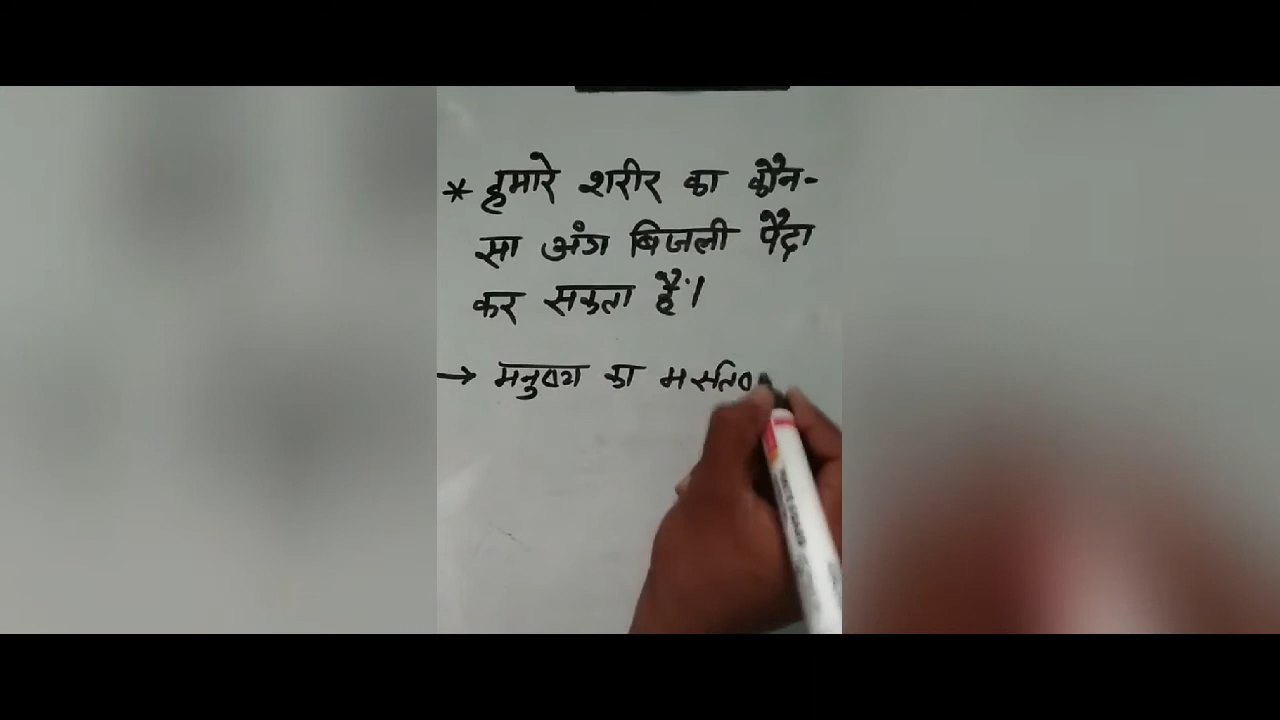 * हमारे शरीर का कौन-
सा अंग बिजली पैदा
कर सकता हैं।
→ मनुष्य का मस्तिष